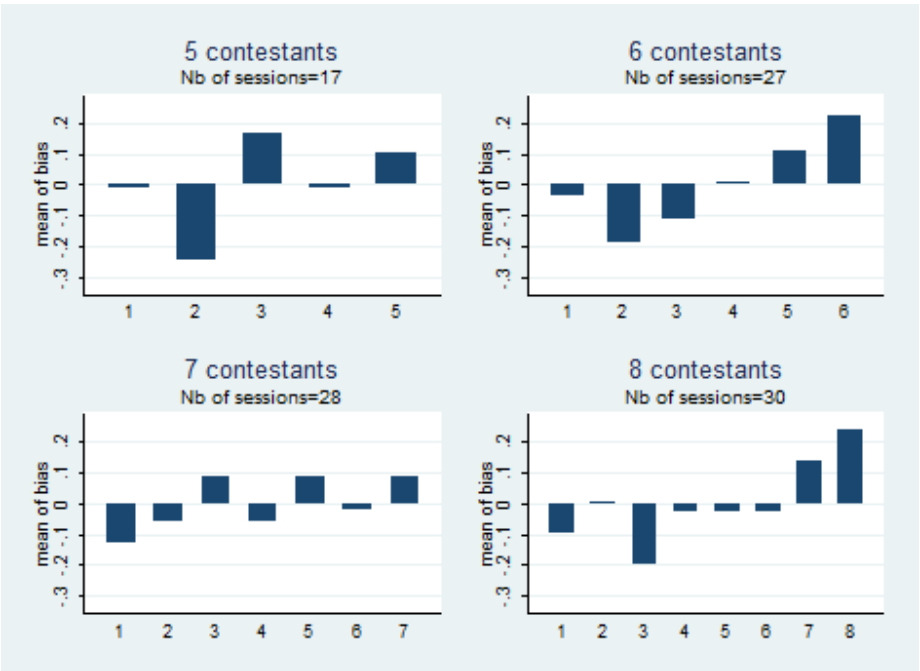 5 contestants
Nb of sessions=17
mean of bias
.2
.1
0
-.1
-.2
-.3
1 2 3 4 5
6 contestants
Nb of sessions=27
mean of bias
.2
.1
0
-.1
-.2
-.3
1 2 3 4 5 6
7 contestants
Nb of sessions=28
mean of bias
.2
.1
0
-.1
-.2
-.3
1 2 3 4 5 6 7
8 contestants
Nb of sessions=30
mean of bias
.2
.1
0
-.1
-.2
-.3
1 2 3 4 5 6 7 8